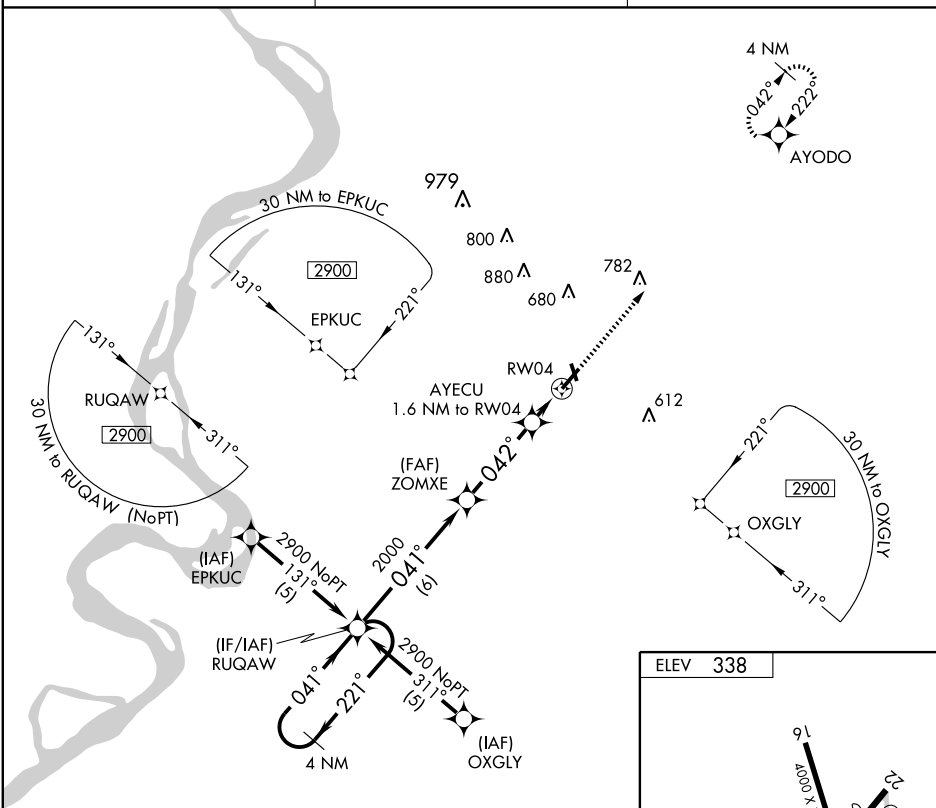 4 NM
042°
222°
AYODO
979
30 NM to EPKUC
800
2900
880
782
680
131°
221°
EPKUC
131°
RW04
AYECU
1.6 NM to RW04
RUQAW
612
2900
311°
30 NM to RUQAW (NoPT)
221°
30 NM to OXGLY
(FAF)
ZOMXE
042°
2900
OXGLY
(IAF)
EPKUC
2900 NoPT
131°
(5)
2000
041°
(6)
311°
(IF/IAF)
RUQAW
2900 NoPT
311°
(5)
041°
221°
4 NM
(IAF)
OXGLY
ELEV 338
16
4000 X
22